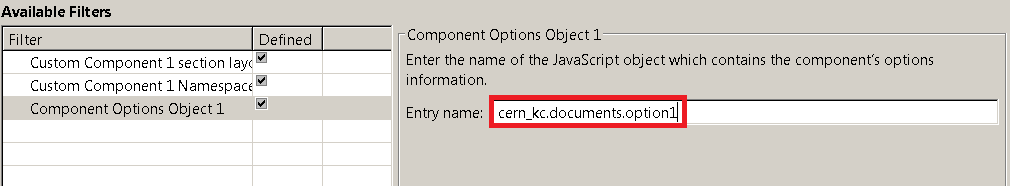 Available Filters
Filter Defined
Custom Component 1 section layo
Custom Component 1 Namespace
Component Options Object 1
Component Options Object 1
Enter the name of the JavaScript object which contains the component's options
information.
Entry name: cern_kc.documents.option1